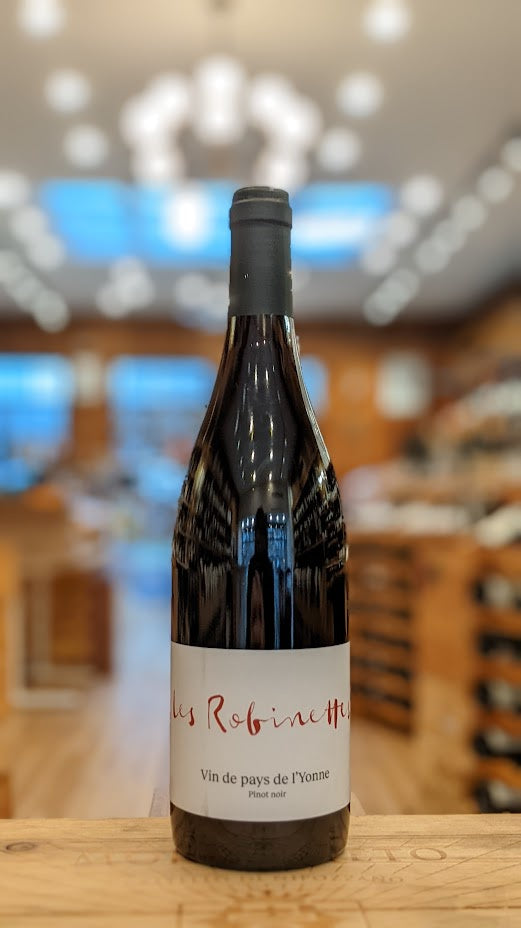 les Robinettes
Vin de pays de l'Yonne
Pinot noir